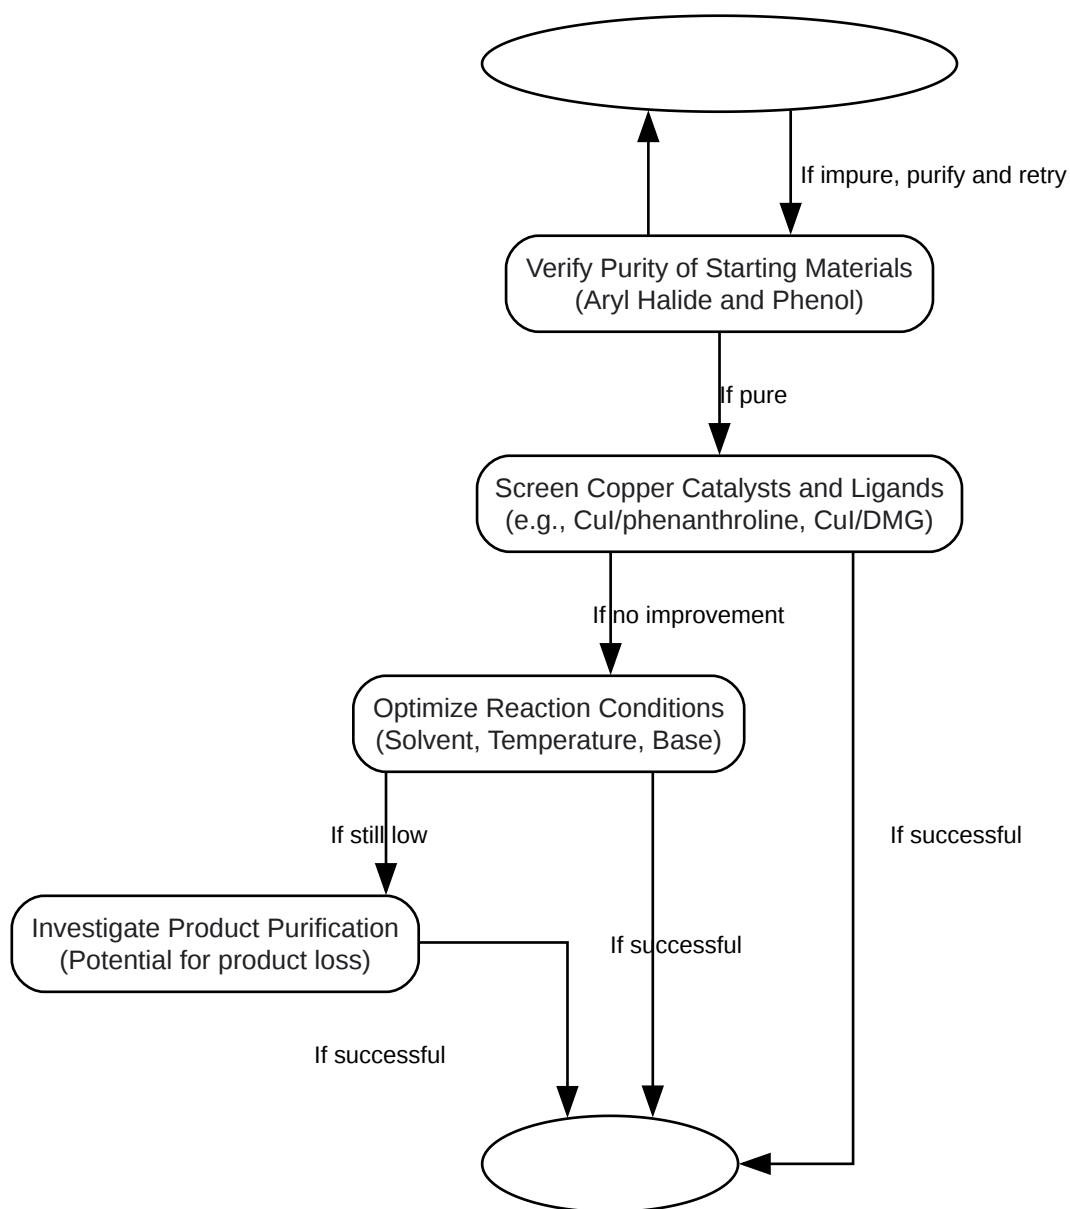 If impure, purify and retry
Verify Purity of Starting Materials
(Aryl Halide and Phenol)
If pure
Screen Copper Catalysts and Ligands
(e.g., CuI/phenanthroline, CuI/DMG)
If no improvement
Optimize Reaction Conditions
(Solvent, Temperature, Base)
If still low
If successful
Investigate Product Purification
(Potential for product loss)
If successful
If successful